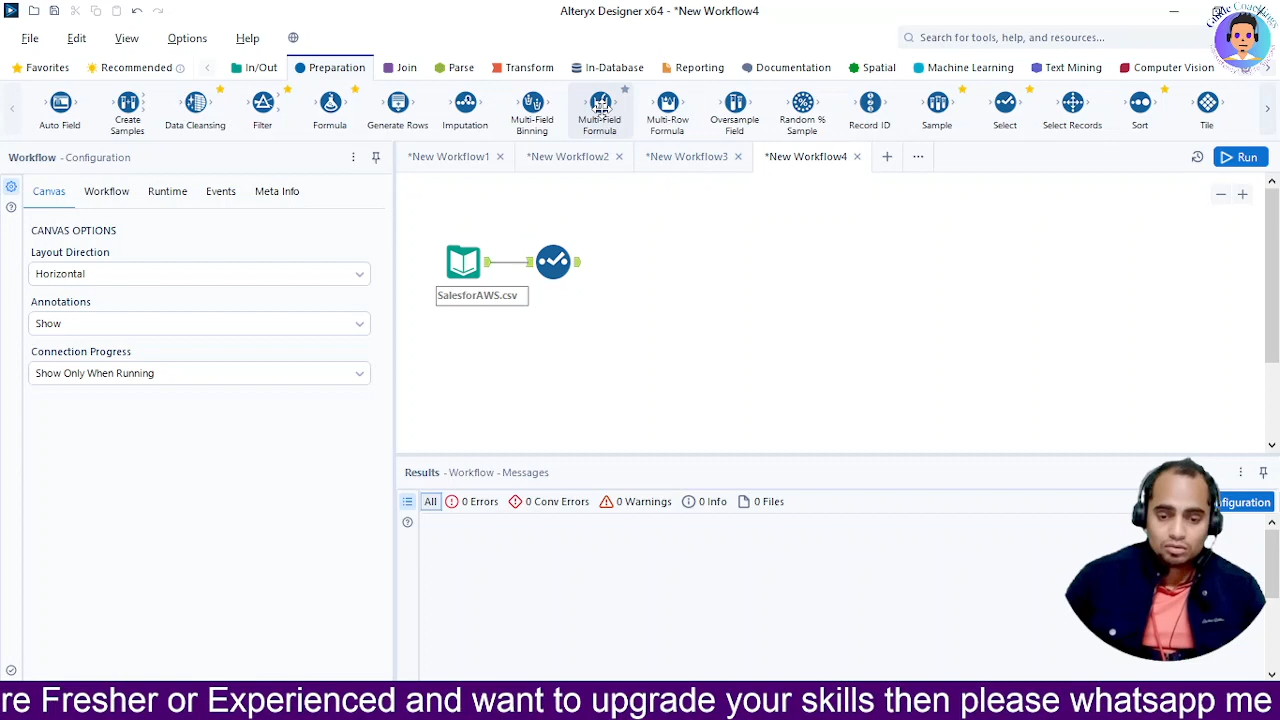 Alteryx Designer x64 - *New Workflow4
File Edit View Options Help
Search for tools, help, and resources...
Favorites Recommended In/Out Preparation Join Parse Transform In-Database Reporting Documentation Spatial Machine Learning Text Mining Computer Vision
Auto Field
Create Samples
Data Cleansing
Filter
Formula
Generate Rows
Imputation
Multi-Field Binning
Multi-Field Formula
Multi-Row Formula
Oversample Field
Random % Sample
Record ID
Sample
Select
Select Records
Sort
Tile
Workflow - Configuration
*New Workflow1 *New Workflow2 *New Workflow3 *New Workflow4
Run
Canvas Workflow Runtime Events Meta Info
CANVAS OPTIONS
Layout Direction
Horizontal
Annotations
Show
Connection Progress
Show Only When Running
SalesforAWS.csv
Results - Workflow - Messages
All 0 Errors 0 Conv Errors 0 Warnings 0 Info 0 Files
figuration
re Fresher or Experienced and want to upgrade your skills then please whatsapp me